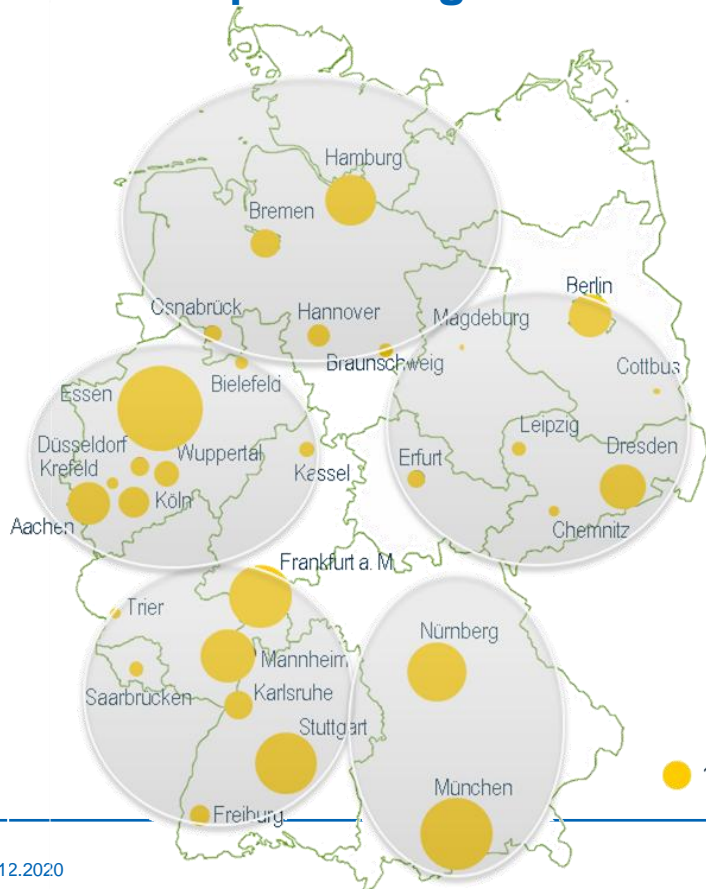 Hamburg
Bremen
Berlin
Osnabrück
Hannover
Magdeburg
Braunschweig
Cottbus
Bielefeld
Essen
Leipzig
Düsseldorf
Wuppertal
Dresden
Krefeld
Erfurt
Kassel
Köln
Aachen
Chemnitz
Frankfurt a. M.
Trier
Nürnberg
Mannheim
Saarbrücken
Karlsruhe
Stuttgart
München
Freiburg
12.2020